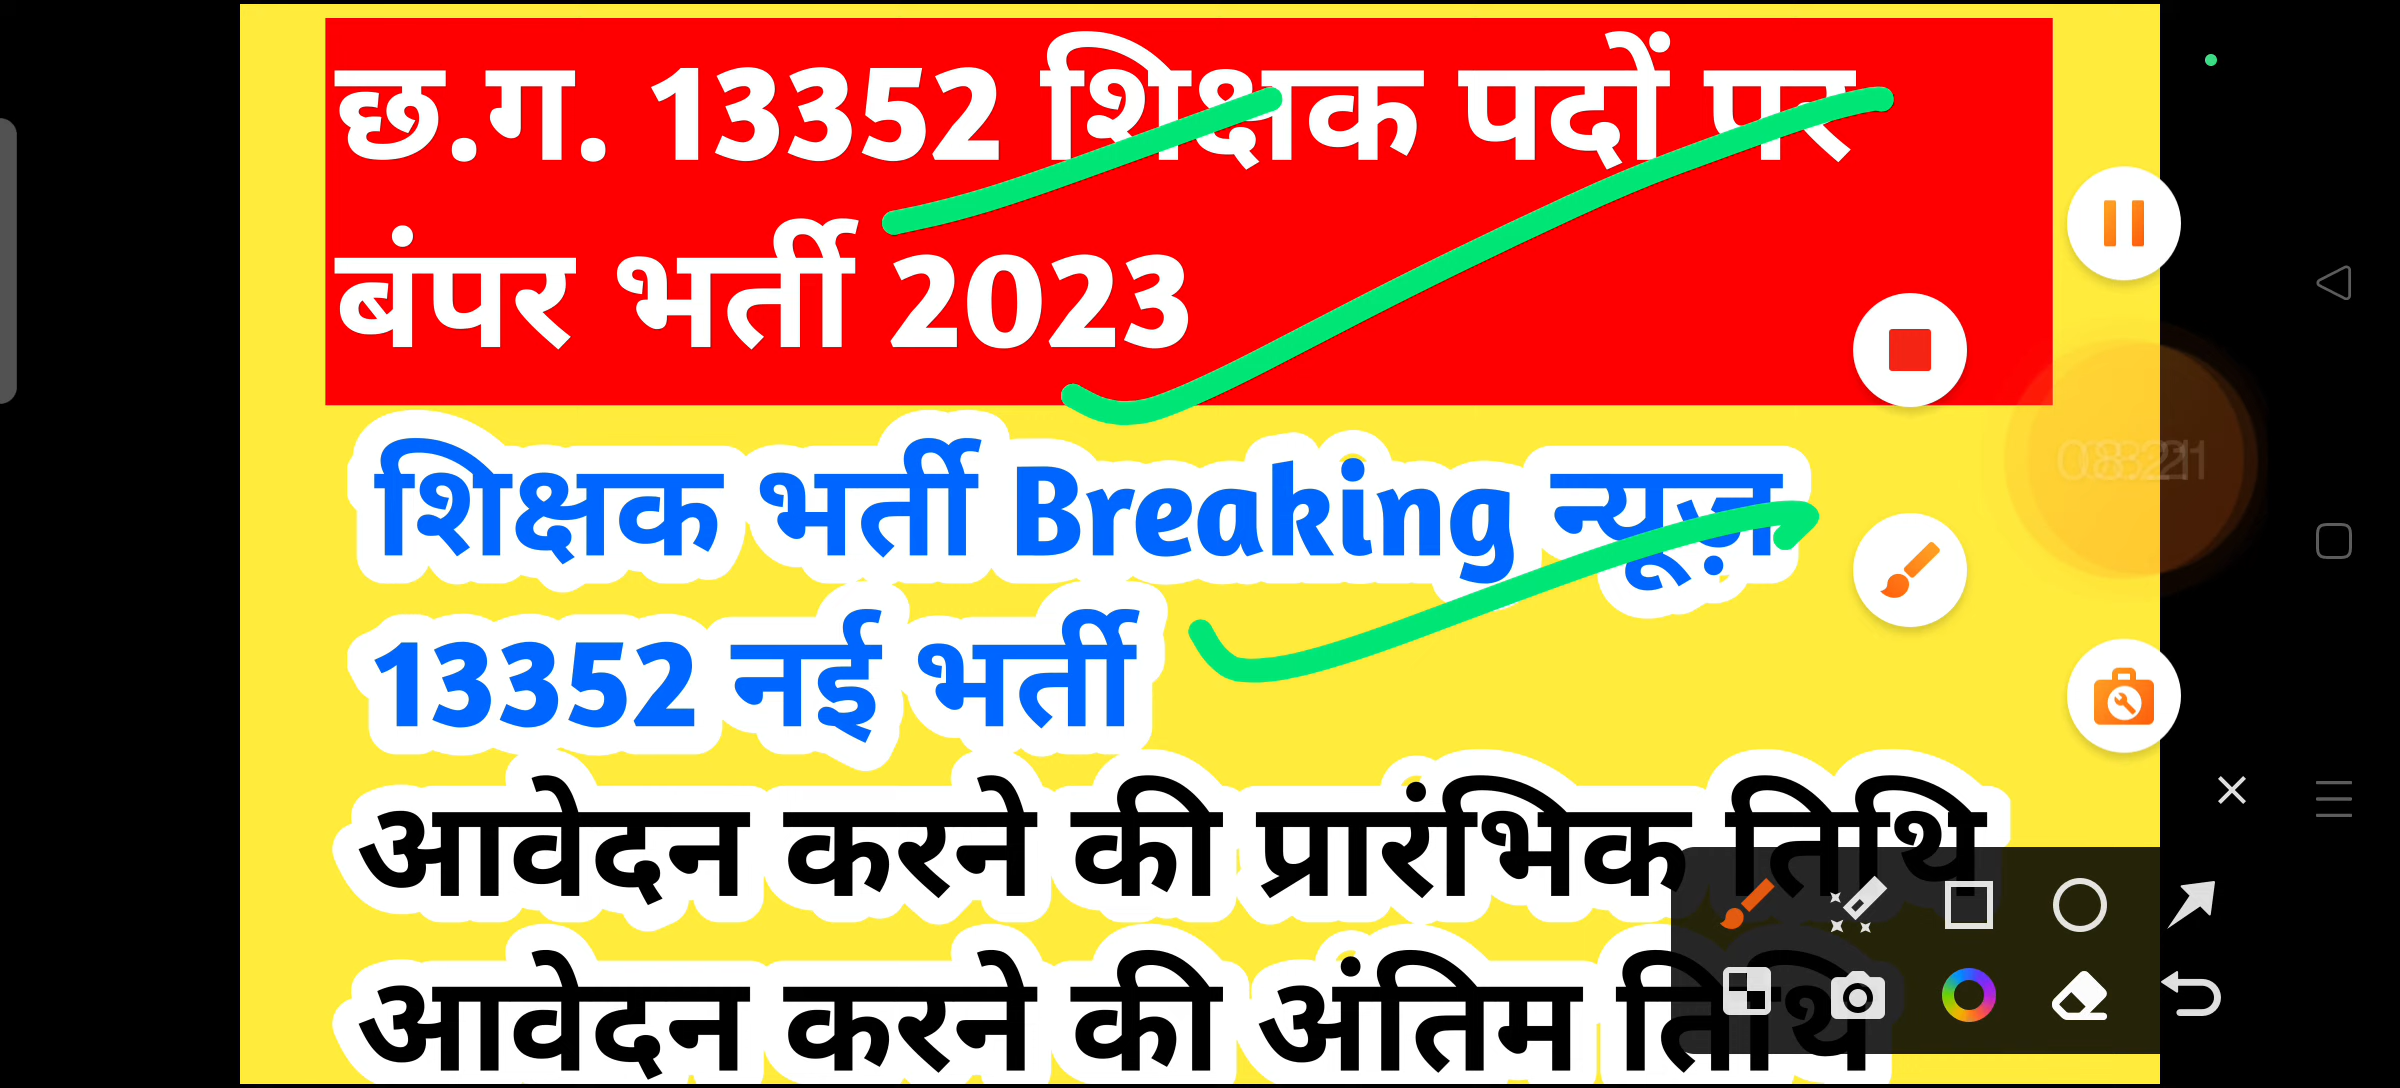 छ.ग. 13352 शिक्षक पदों पर
बंपर भर्ती 2023
शिक्षक भर्ती Breaking न्यूज़
13352 नई भर्ती
आवेदन करने की प्रारंभिक तिथि
आवेदन करने की अंतिम तिथि